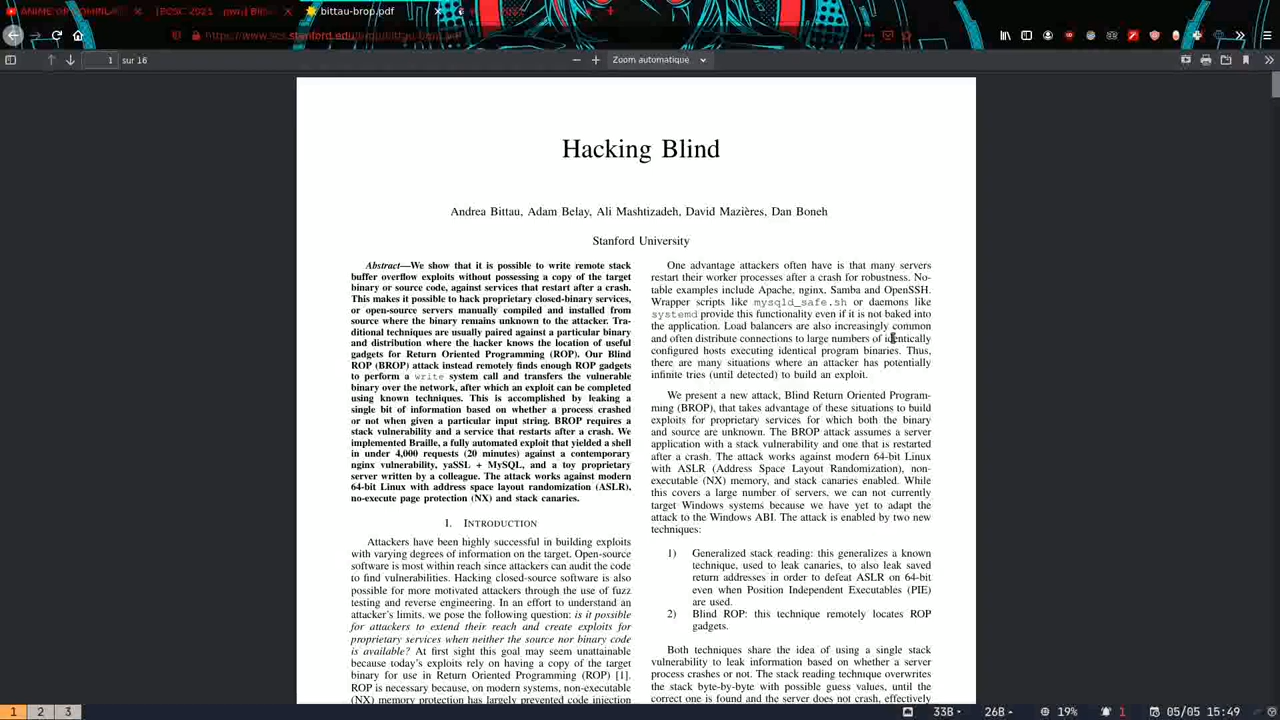 bittau-brop.pdf
1 sur 16
Zoom automatique
Hacking Blind
Andrea Bittau, Adam Belay, Ali Mashtizadeh, David Mazières, Dan Boneh
Stanford University
Abstract—We show that it is possible to write remote stack
buffer overflow exploits without possessing a copy of the target
binary or source code, against services that restart after a crash.
This makes it possible to hack proprietary closed-binary services,
or open-source servers manually compiled and installed from
source where the binary remains unknown to the attacker. Tra-
ditional techniques are usually paired against a particular binary
and distribution where the hacker knows the location of useful
gadgets for Return Oriented Programming (ROP). Our Blind
ROP (BROP) attack instead remotely finds enough ROP gadgets
to perform a write system call and transfers the vulnerable
binary over the network, after which an exploit can be completed
using known techniques. This is accomplished by leaking a
single bit of information based on whether a process crashed
or not when given a particular input string. BROP requires a
stack vulnerability and a service that restarts after a crash. We
implemented Braille, a fully automated exploit that yielded a shell
in under 4,000 requests (20 minutes) against a contemporary
nginx vulnerability, yaSSL + MySQL, and a toy proprietary
server written by a colleague. The attack works against modern
64-bit Linux with address space layout randomization (ASLR),
no-execute page protection (NX) and stack canaries.
I. INTRODUCTION
Attackers have been highly successful in building exploits
with varying degrees of information on the target. Open-source
software is most within reach since attackers can audit the code
to find vulnerabilities. Hacking closed-source software is also
possible for more motivated attackers through the use of fuzz
testing and reverse engineering. In an effort to understand an
attacker's limits, we pose the following question: is it possible
for attackers to extend their reach and create exploits for
proprietary services when neither the source nor binary code
is available? At first sight this goal may seem unattainable
because today's exploits rely on having a copy of the target
binary for use in Return Oriented Programming (ROP) [1].
ROP is necessary because, on modern systems, non-executable
(NX) memory protection has largely prevented code injection
One advantage attackers often have is that many servers
restart their worker processes after a crash for robustness. No-
table examples include Apache, nginx, Samba and OpenSSH.
Wrapper scripts like mysqld_safe.sh or daemons like
systemd provide this functionality even if it is not baked into
the application. Load balancers are also increasingly common
and often distribute connections to large numbers of identically
configured hosts executing identical program binaries. Thus,
there are many situations where an attacker has potentially
infinite tries (until detected) to build an exploit.
We present a new attack, Blind Return Oriented Program-
ming (BROP), that takes advantage of these situations to build
exploits for proprietary services for which both the binary
and source are unknown. The BROP attack assumes a server
application with a stack vulnerability and one that is restarted
after a crash. The attack works against modern 64-bit Linux
with ASLR (Address Space Layout Randomization), non-
executable (NX) memory, and stack canaries enabled. While
this covers a large number of servers, we can not currently
target Windows systems because we have yet to adapt the
attack to the Windows ABI. The attack is enabled by two new
techniques:
1) Generalized stack reading: this generalizes a known
technique, used to leak canaries, to also leak saved
return addresses in order to defeat ASLR on 64-bit
even when Position Independent Executables (PIE)
are used.
2) Blind ROP: this technique remotely locates ROP
gadgets.
Both techniques share the idea of using a single stack
vulnerability to leak information based on whether a server
process crashes or not. The stack reading technique overwrites
the stack byte-by-byte with possible guess values, until the
correct one is found and the server does not crash, effectively
1 2 3
33B 26B 19% 1 05/05 15:49